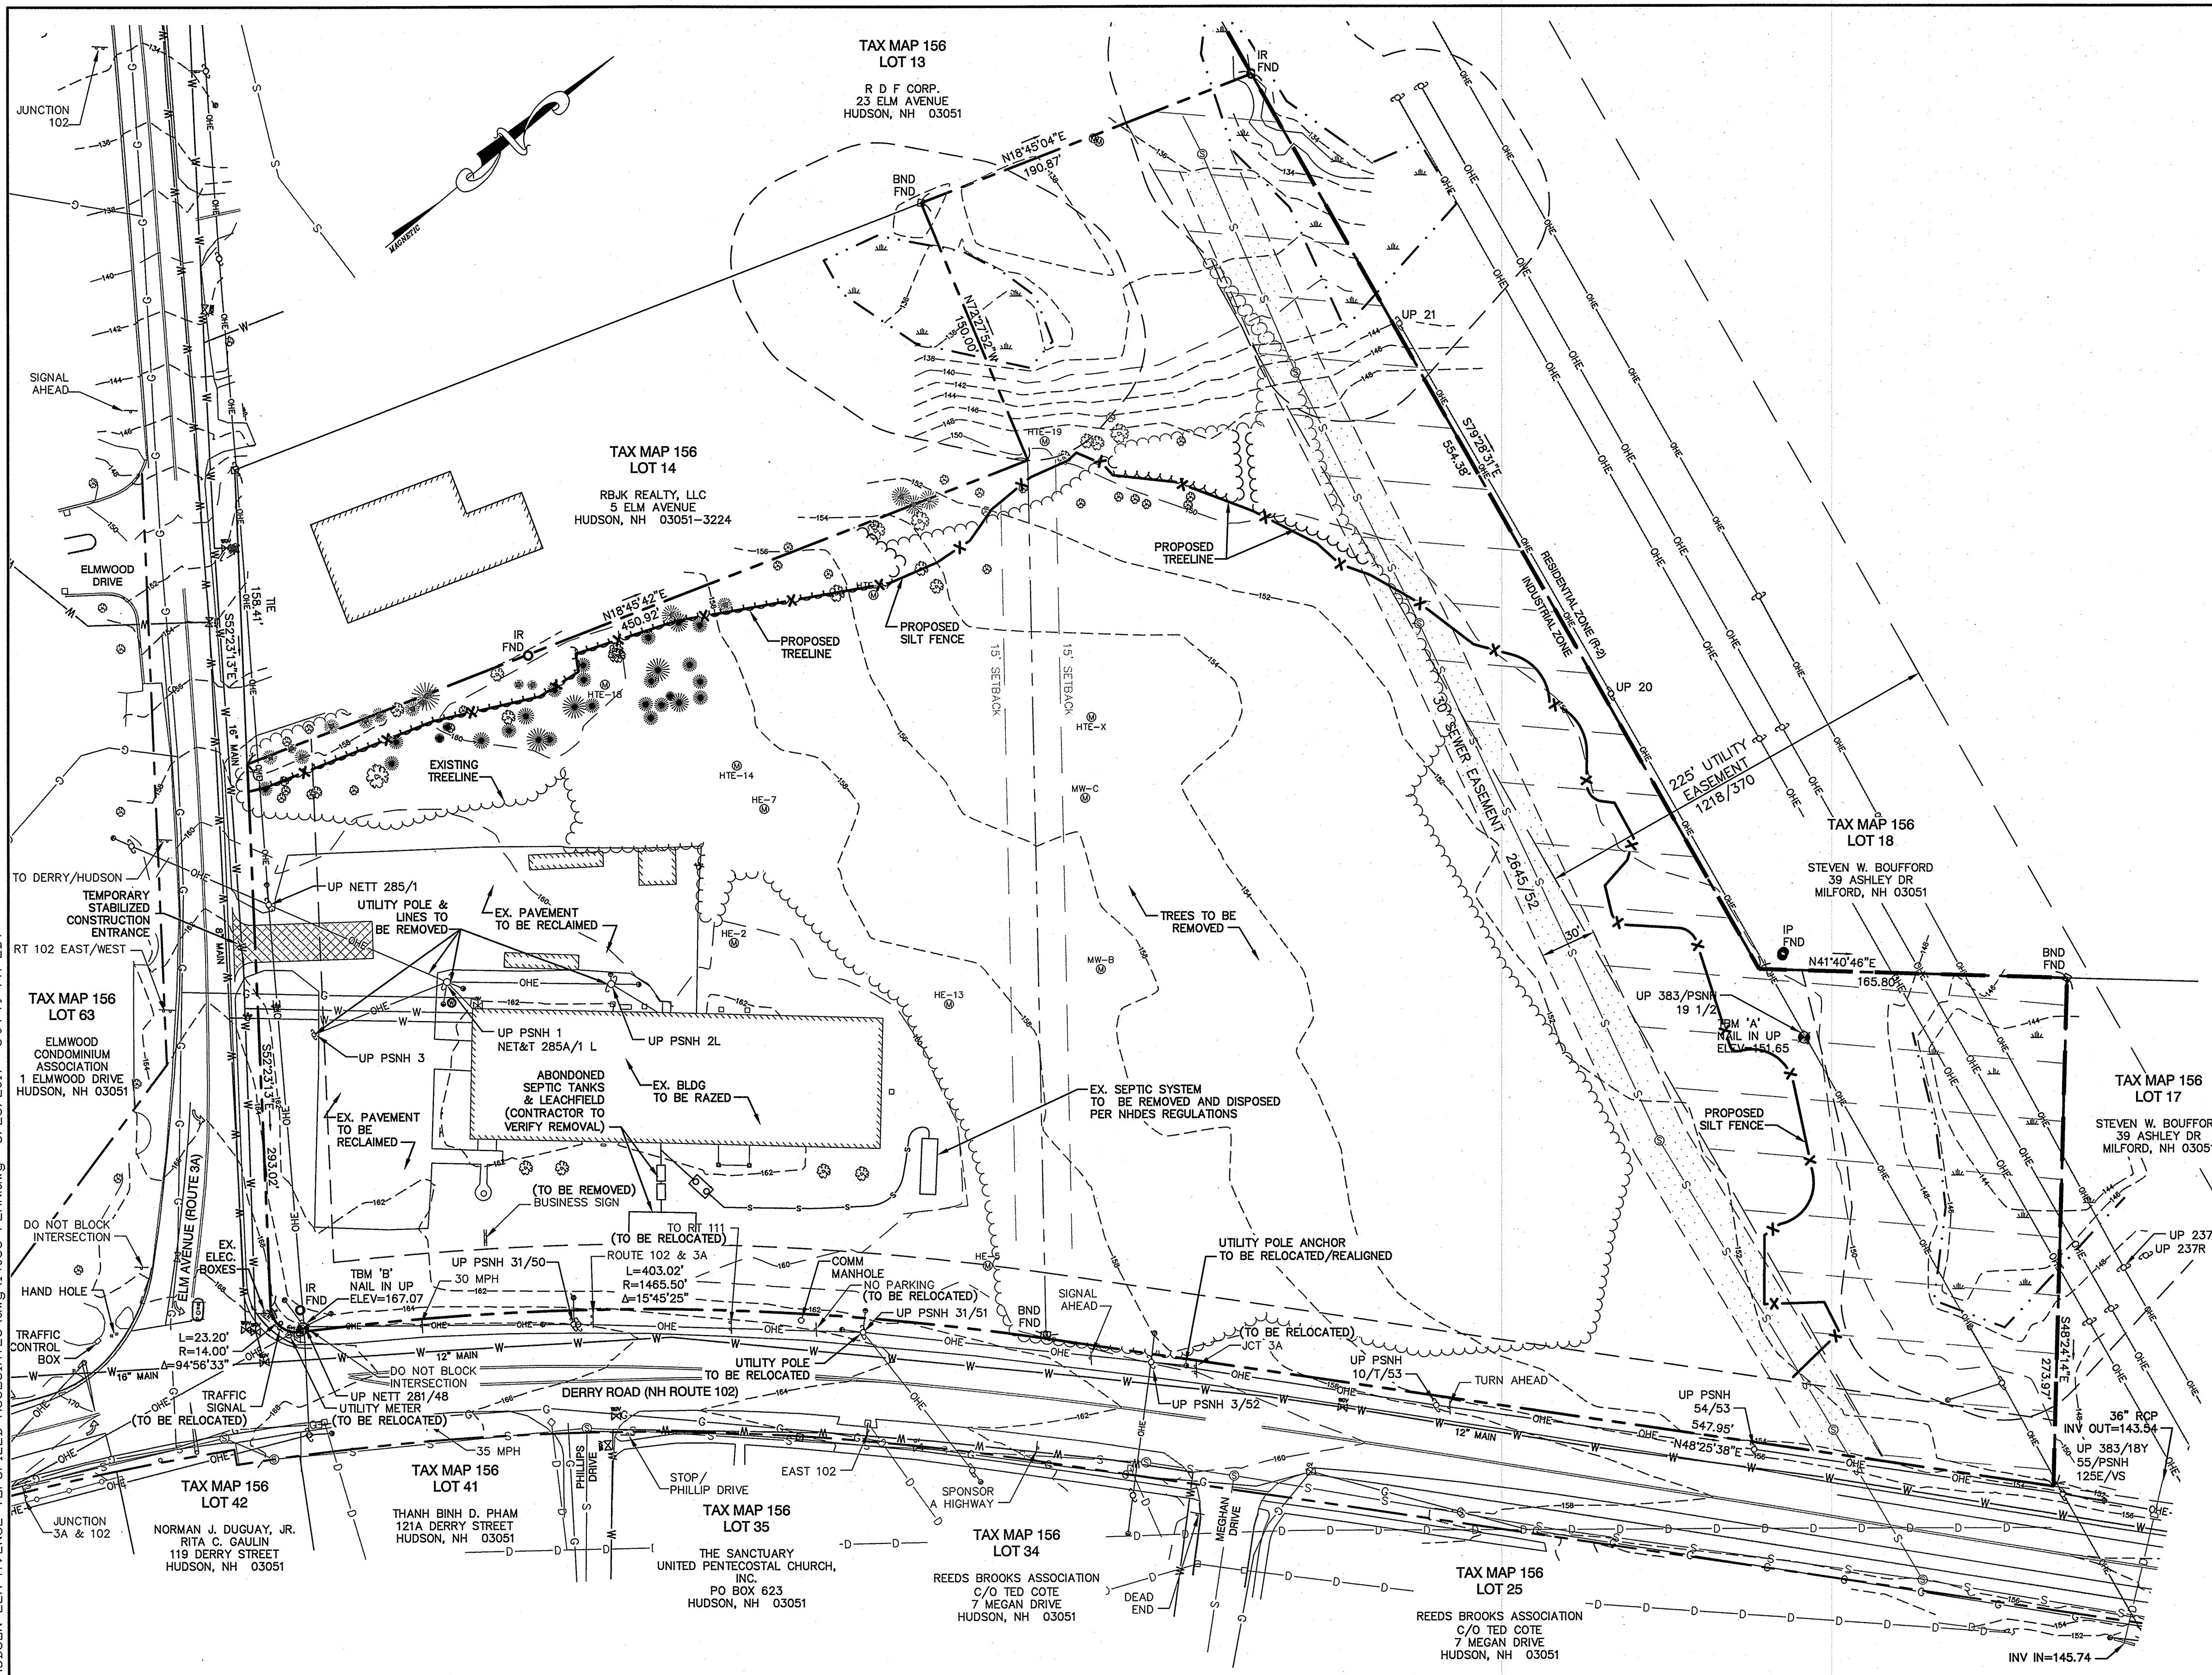 TAX MAP 156
LOT 13
R D F CORP.
23 ELM AVENUE
HUDSON, NH 03051
IR
FND
JUNCTION
102
MAGNETIC
N18°45'04"E
190.87'
BND
FND
N72°27'52"W
150.00'
UP 21
S79°28'31"E
554.38'
SIGNAL
AHEAD
TAX MAP 156
LOT 14
RBJK REALTY, LLC
5 ELM AVENUE
HUDSON, NH 03051-3224
HTE-19
PROPOSED
TREELINE
RESIDENTIAL ZONE (R-2)
INDUSTRIAL ZONE
ELMWOOD
DRIVE
TIE
158.41'
S52°23'13"E
N18°45'42"E
450.92'
IR
FND
PROPOSED
TREELINE
PROPOSED
SILT FENCE
15' SETBACK
15' SETBACK
HTE-18
UP 20
HTE-X
30' SEWER EASEMENT
2645/52
225' UTILITY
EASEMENT
1218/370
16" MAIN
EXISTING
TREELINE
HTE-14
HE-7
MW-C
TAX MAP 156
LOT 18
STEVEN W. BOUFFORD
39 ASHLEY DR
MILFORD, NH 03051
TO DERRY/HUDSON
TEMPORARY
STABILIZED
CONSTRUCTION
ENTRANCE
RT 102 EAST/WEST
UP NETT 285/1
UTILITY POLE &
LINES TO
BE REMOVED
EX. PAVEMENT
TO BE RECLAIMED
HE-2
TREES TO BE
REMOVED
30'
IP
FND
N41°40'46"E
165.80'
BND
FND
8" MAIN
MW-B
HE-13
TAX MAP 156
LOT 63
ELMWOOD
CONDOMINIUM
ASSOCIATION
1 ELMWOOD DRIVE
HUDSON, NH 03051
UP PSNH 3
UP PSNH 1
NET&T 285A/1 L
UP PSNH 2L
UP 383/PSNH
19 1/2
TBM 'A'
NAIL IN UP
ELEV=151.65
S52°23'13"E
293.02'
ABONDONED
SEPTIC TANKS
& LEACHFIELD
(CONTRACTOR TO
VERIFY REMOVAL)
EX. BLDG
TO BE RAZED
EX. SEPTIC SYSTEM
TO BE REMOVED AND DISPOSED
PER NHDES REGULATIONS
EX. PAVEMENT
TO BE
RECLAIMED
PROPOSED
SILT FENCE
TAX MAP 156
LOT 17
STEVEN W. BOUFFOR
39 ASHLEY DR
MILFORD, NH 0305
ELM AVENUE (ROUTE 3A)
(TO BE REMOVED)
BUSINESS SIGN
DO NOT BLOCK
INTERSECTION
EX.
ELEC.
BOXES
TO RT 111
(TO BE RELOCATED)
HE-5
UTILITY POLE ANCHOR
TO BE RELOCATED/REALIGNED
UP 237
UP 237R
HAND HOLE
IR
FND
TBM 'B'
NAIL IN UP
ELEV=167.07
UP PSNH 31/50
30 MPH
ROUTE 102 & 3A
L=403.02'
R=1465.50'
Δ=15°45'25"
COMM
MANHOLE
NO PARKING
(TO BE RELOCATED)
UP PSNH 31/51
BND
FND
SIGNAL
AHEAD
TRAFFIC
CONTROL
BOX
L=23.20'
R=14.00'
Δ=94°56'33"
16" MAIN
12" MAIN
(TO BE RELOCATED)
JCT 3A
UP PSNH
10/T/53
TURN AHEAD
S48°24'14"E
273.97'
DO NOT BLOCK
INTERSECTION
UP NETT 281/48
UTILITY METER
(TO BE RELOCATED)
TRAFFIC
SIGNAL
(TO BE RELOCATED)
UTILITY POLE
TO BE RELOCATED
DERRY ROAD (NH ROUTE 102)
UP PSNH 3/52
UP PSNH
54/53
547.95'
N48°25'38"E
12" MAIN
36" RCP
INV OUT=143.54
UP 383/18Y
55/PSNH
125E/VS
35 MPH
PHILLIPS
DRIVE
STOP/
PHILLIP DRIVE
EAST 102
SPONSOR
A HIGHWAY
MEGHAN
DRIVE
JUNCTION
3A & 102
TAX MAP 156
LOT 42
NORMAN J. DUGUAY, JR.
RITA C. GAULIN
119 DERRY STREET
HUDSON, NH 03051
TAX MAP 156
LOT 41
THANH BINH D. PHAM
121A DERRY STREET
HUDSON, NH 03051
TAX MAP 156
LOT 35
THE SANCTUARY
UNITED PENTECOSTAL CHURCH,
INC.
PO BOX 623
HUDSON, NH 03051
TAX MAP 156
LOT 34
REEDS BROOKS ASSOCIATION
C/O TED COTE
7 MEGAN DRIVE
HUDSON, NH 03051
DEAD
END
TAX MAP 156
LOT 25
REEDS BROOKS ASSOCIATION
C/O TED COTE
7 MEGAN DRIVE
HUDSON, NH 03051
INV IN=145.74